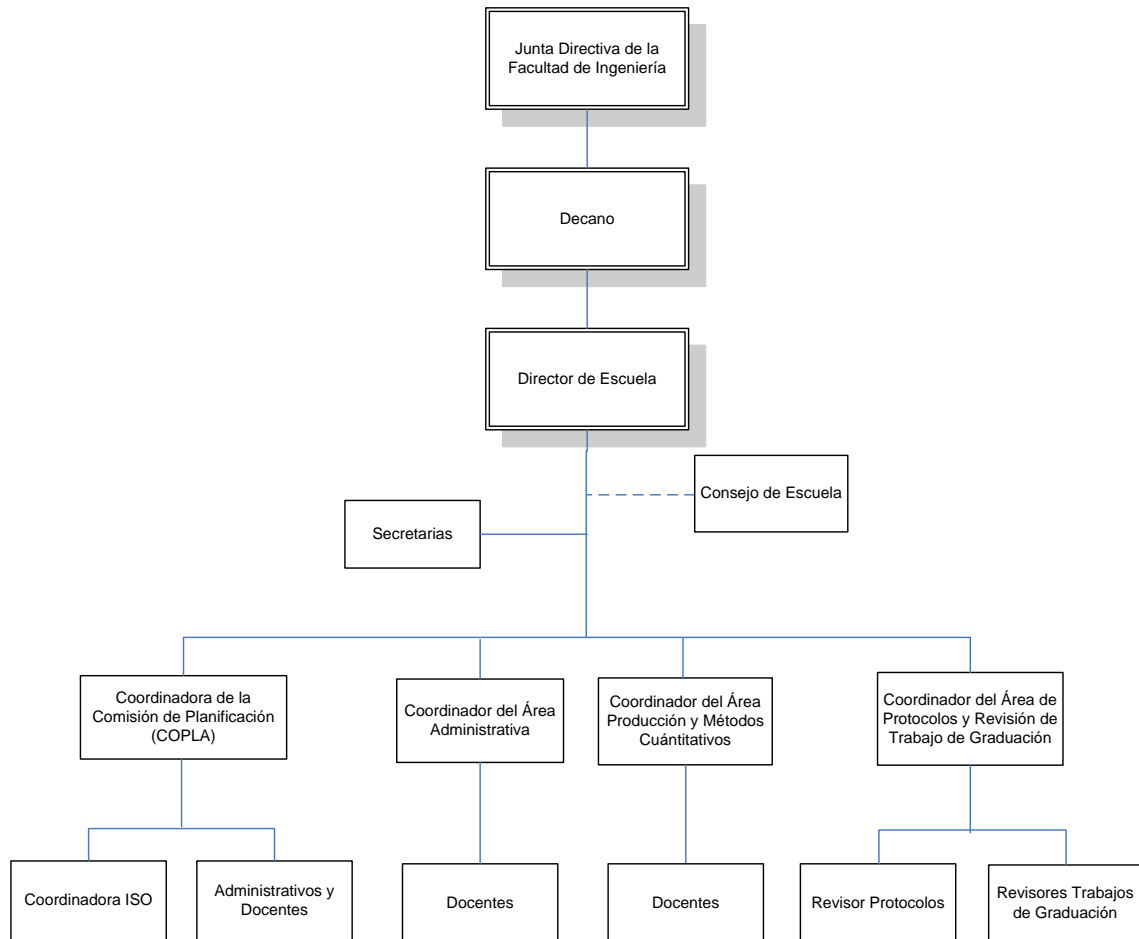 Junta Directiva de la
Facultad de Ingeniería
Decano
Director de Escuela
Consejo de Escuela
Secretarias
Coordinadora de la
Comisión de Planificación
(COPLA)
Coordinador del Área
Administrativa
Coordinador del Área
Producción y Métodos
Cuántitativos
Coordinador del Área de
Protocolos y Revisión de
Trabajo de Graduación
Coordinadora ISO
Administrativos y
Docentes
Docentes
Docentes
Revisor Protocolos
Revisores Trabajos
de Graduación